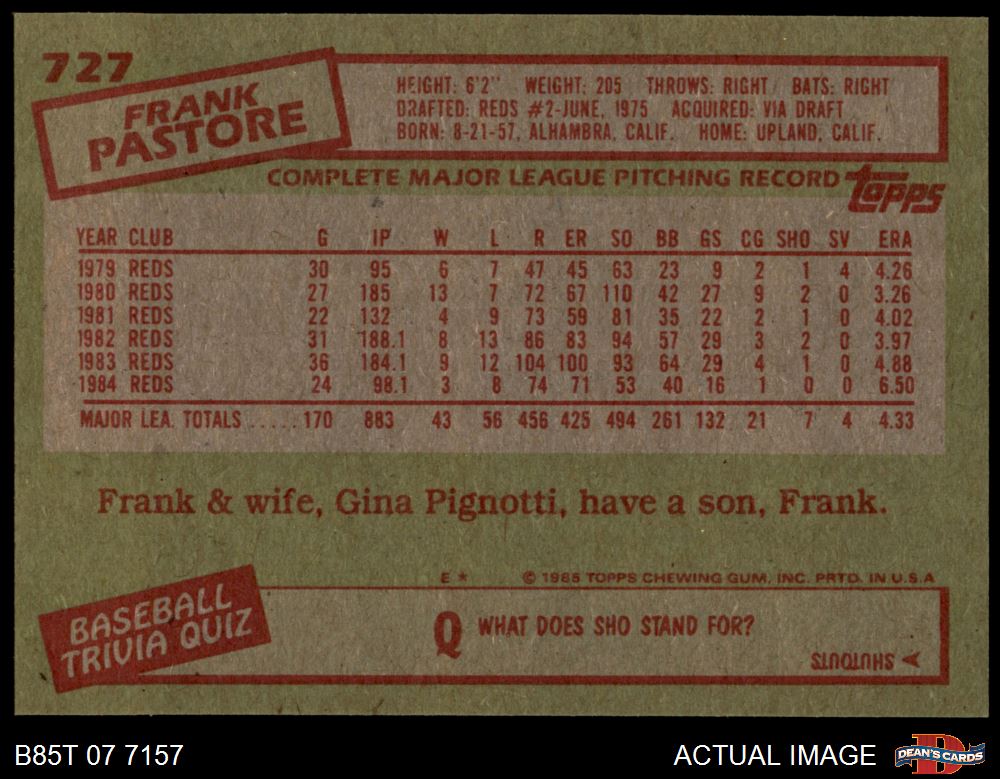 727
FRANK
PASTORE
HEIGHT: 6'2" WEIGHT: 205 THROWS: RIGHT BATS: RIGHT
DRAFTED: REDS #2-JUNE, 1975 ACQUIRED: VIA DRAFT
BORN: 8-21-57, ALHAMBRA, CALIF. HOME: UPLAND, CALIF.
COMPLETE MAJOR LEAGUE PITCHING RECORD topps
YEAR CLUB G IP W L R ER SO BB GS CG SHO SV ERA
1979 REDS 30 95 6 7 47 45 63 23 9 2 1 4 4.26
1980 REDS 27 185 13 7 72 67 110 42 27 9 2 0 3.26
1981 REDS 22 132 4 9 73 59 81 35 22 2 1 0 4.02
1982 REDS 31 188.1 8 13 86 83 94 57 29 3 2 0 3.97
1983 REDS 36 184.1 9 12 104 100 93 64 29 4 1 0 4.88
1984 REDS 24 98.1 3 8 74 71 53 40 16 1 0 0 6.50
MAJOR LEA. TOTALS ..... 170 883 43 56 456 425 494 261 132 21 7 4 4.33
Frank & wife, Gina Pignotti, have a son, Frank.
E * © 1985 TOPPS CHEWING GUM, INC. PRTD. IN U.S.A
BASEBALL
TRIVIA QUIZ
Q WHAT DOES SHO STAND FOR?
A SHUTOUTS
B85T 07 7157 ACTUAL IMAGE DEAN'S CARDS